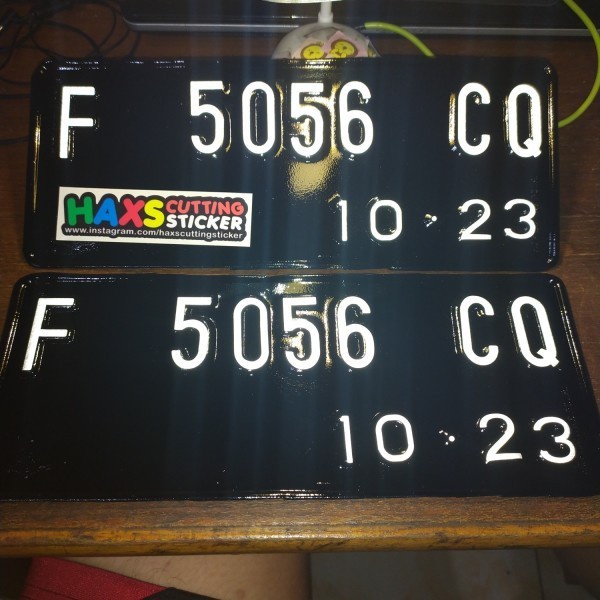 F 5056 CQ
HAXS CUTTING STICKER
www.instagram.com/haxscuttingsticker
10 · 23
F 5056 CQ
10 · 23